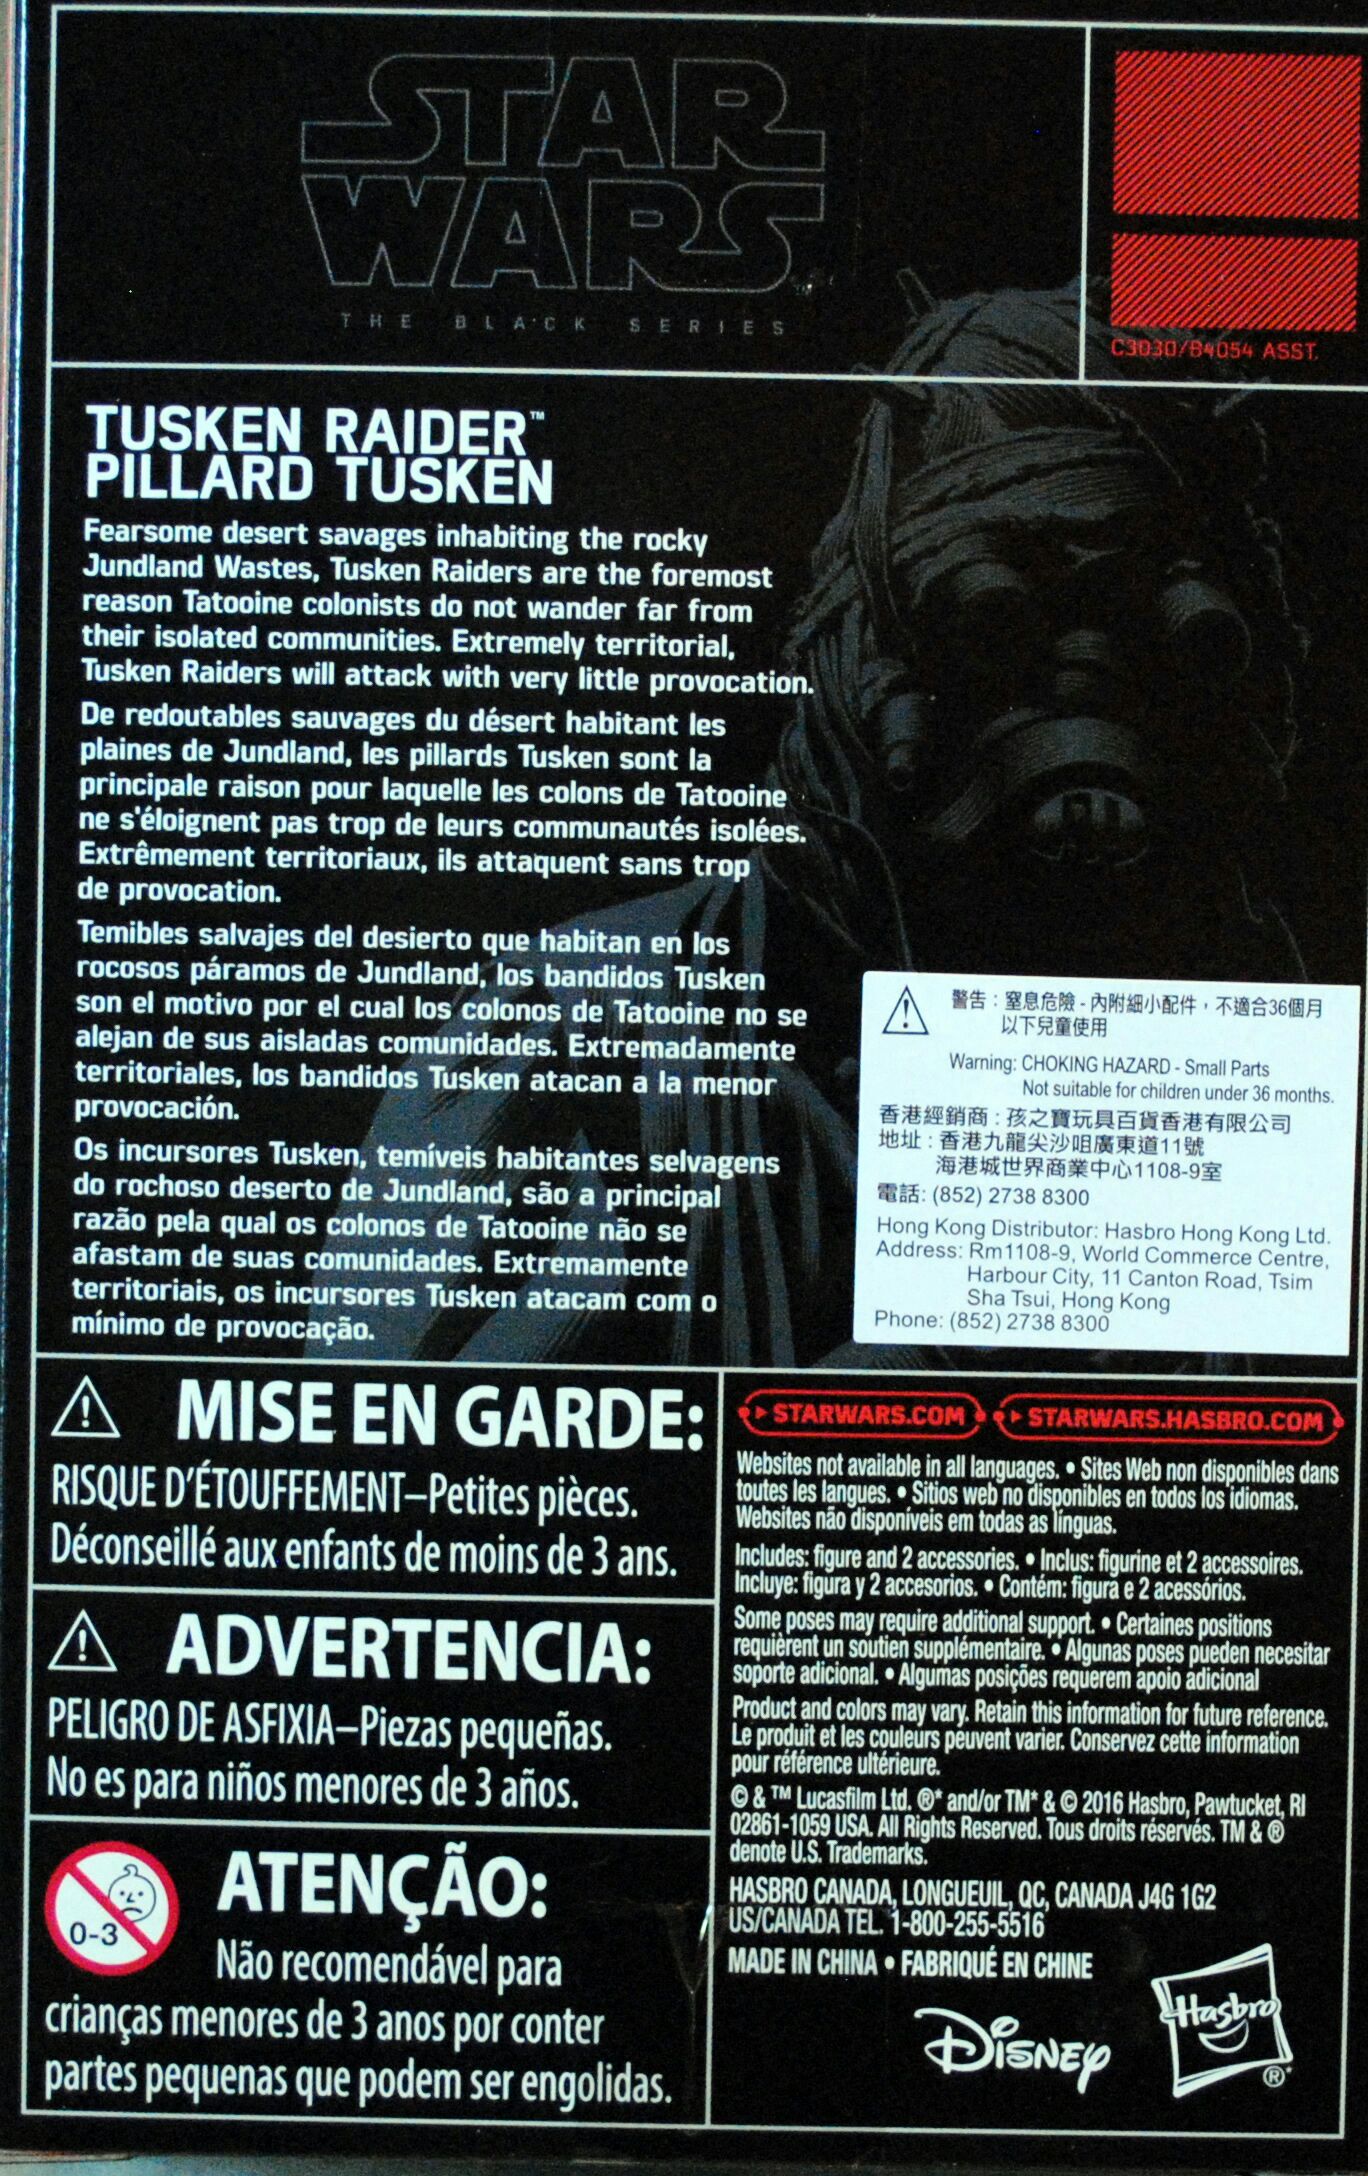 STAR
WARS
THE BLACK SERIES
C3030/B4054 ASST.
TUSKEN RAIDER™
PILLARD TUSKEN
Fearsome desert savages inhabiting the rocky
Jundland Wastes, Tusken Raiders are the foremost
reason Tatooine colonists do not wander far from
their isolated communities. Extremely territorial,
Tusken Raiders will attack with very little provocation.
De redoutables sauvages du désert habitant les
plaines de Jundland, les pillards Tusken sont la
principale raison pour laquelle les colons de Tatooine
ne s'éloignent pas trop de leurs communautés isolées.
Extrêmement territoriaux, ils attaquent sans trop
de provocation.
Temibles salvajes del desierto que habitan en los
rocosos páramos de Jundland, los bandidos Tusken
son el motivo por el cual los colonos de Tatooine no se
alejan de sus aisladas comunidades. Extremadamente
territoriales, los bandidos Tusken atacan a la menor
provocación.
Os incursores Tusken, temíveis habitantes selvagens
do rochoso deserto de Jundland, são a principal
razão pela qual os colonos de Tatooine não se
afastam de suas comunidades. Extremamente
territoriais, os incursores Tusken atacam com o
mínimo de provocação.
警告：窒息危險 - 內附細小配件，不適合36個月
以下兒童使用
Warning: CHOKING HAZARD - Small Parts
Not suitable for children under 36 months.
香港經銷商：孩之寶玩具百貨香港有限公司
地址：香港九龍尖沙咀廣東道11號
海港城世界商業中心1108-9室
電話: (852) 2738 8300
Hong Kong Distributor: Hasbro Hong Kong Ltd.
Address: Rm1108-9, World Commerce Centre,
Harbour City, 11 Canton Road, Tsim
Sha Tsui, Hong Kong
Phone: (852) 2738 8300
MISE EN GARDE:
RISQUE D'ÉTOUFFEMENT–Petites pièces.
Déconseillé aux enfants de moins de 3 ans.
ADVERTENCIA:
PELIGRO DE ASFIXIA–Piezas pequeñas.
No es para niños menores de 3 años.
0-3
ATENÇÃO:
Não recomendável para
crianças menores de 3 anos por conter
partes pequenas que podem ser engolidas.
STARWARS.COM STARWARS.HASBRO.COM
Websites not available in all languages. • Sites Web non disponibles dans
toutes les langues. • Sitios web no disponibles en todos los idiomas.
Websites não disponíveis em todas as línguas.
Includes: figure and 2 accessories. • Inclus: figurine et 2 accessoires.
Incluye: figura y 2 accesorios. • Contém: figura e 2 acessórios.
Some poses may require additional support. • Certaines positions
requièrent un soutien supplémentaire. • Algunas poses pueden necesitar
soporte adicional. • Algumas posições requerem apoio adicional
Product and colors may vary. Retain this information for future reference.
Le produit et les couleurs peuvent varier. Conservez cette information
pour référence ultérieure.
© & ™ Lucasfilm Ltd. ®* and/or TM* & © 2016 Hasbro, Pawtucket, RI
02861-1059 USA. All Rights Reserved. Tous droits réservés. TM & ®
denote U.S. Trademarks.
HASBRO CANADA, LONGUEUIL, QC, CANADA J4G 1G2
US/CANADA TEL. 1-800-255-5516
MADE IN CHINA • FABRIQUÉ EN CHINE
Disney
Hasbro
®*